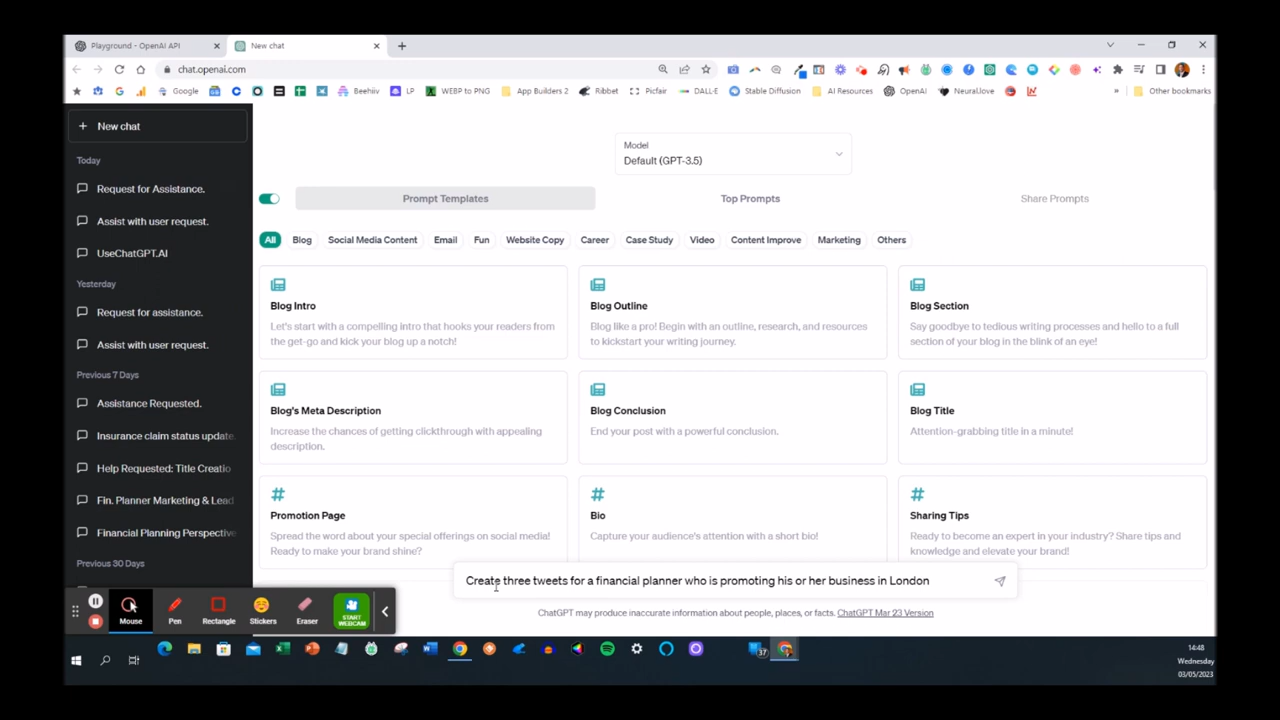 Playground - OpenAI API
New chat
chat.openai.com
Google
Beehiiv
LP
WEBP to PNG
App Builders 2
Ribbet
Picfair
DALL-E
Stable Diffusion
AI Resources
OpenAI
Neural.love
»
Other bookmarks
+ New chat
Today
Request for Assistance.
Assist with user request.
UseChatGPT.AI
Yesterday
Request for assistance.
Assist with user request.
Previous 7 Days
Assistance Requested.
Insurance claim status update.
Help Requested: Title Creatio
Fin. Planner Marketing & Lead
Financial Planning Perspective
Previous 30 Days
Model
Default (GPT-3.5)
Prompt Templates
Top Prompts
Share Prompts
All
Blog
Social Media Content
Email
Fun
Website Copy
Career
Case Study
Video
Content Improve
Marketing
Others
Blog Intro
Let's start with a compelling intro that hooks your readers from
the get-go and kick your blog up a notch!
Blog Outline
Blog like a pro! Begin with an outline, research, and resources
to kickstart your writing journey.
Blog Section
Say goodbye to tedious writing processes and hello to a full
section of your blog in the blink of an eye!
Blog's Meta Description
Increase the chances of getting clickthrough with appealing
description.
Blog Conclusion
End your post with a powerful conclusion.
Blog Title
Attention-grabbing title in a minute!
#
Promotion Page
Spread the word about your special offerings on social media!
Ready to make your brand shine?
#
Bio
Capture your audience's attention with a short bio!
#
Sharing Tips
Ready to become an expert in your industry? Share tips and
knowledge and elevate your brand!
Create three tweets for a financial planner who is promoting his or her business in London
ChatGPT may produce inaccurate information about people, places, or facts. ChatGPT Mar 23 Version
Mouse
Pen
Rectangle
Stickers
Eraser
START
WEBCAM
37
14:48
Wednesday
03/05/2023